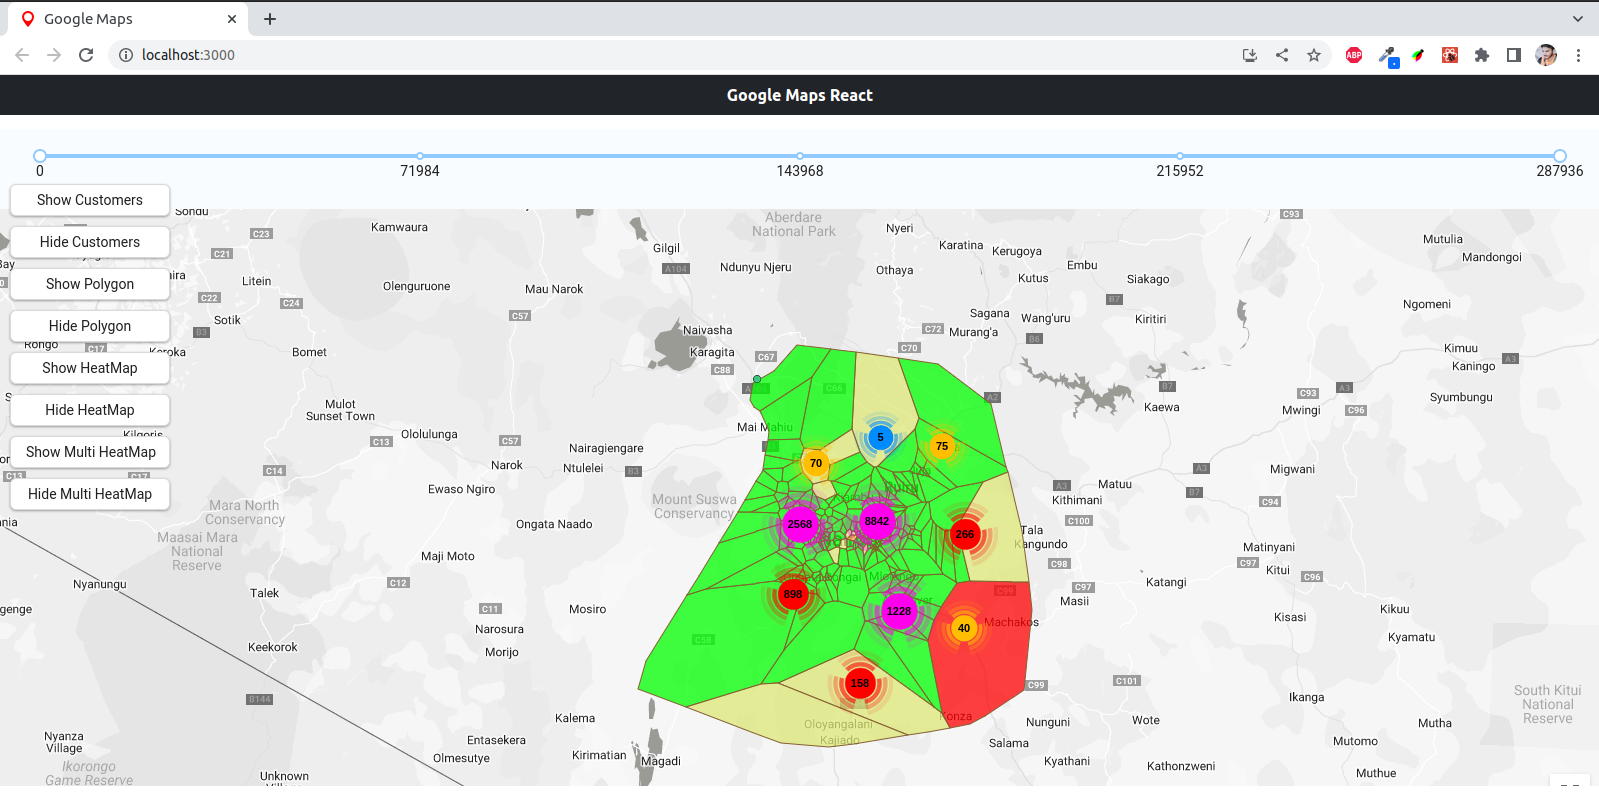 Google Maps
localhost:3000
ABP
Google Maps React
0
71984
143968
215952
287936
Show Customers
Hide Customers
Show Polygon
Hide Polygon
Show HeatMap
Hide HeatMap
Show Multi HeatMap
Hide Multi HeatMap
Sondu
C23
Kamwaura
Gilgil
Aberdare
National Park
Nyeri
C93
C21
A104
Ndunyu Njeru
Karatina
Kerugoya
Mutulia
Mandongoi
Litein
Olenguruone
Mau Narok
Othaya
Embu
Kutus
Siakago
C22
C24
C57
B7
Ngomeni
Sotik
B3
Sagana
Wang'uru
Kiritiri
Naivasha
C72
Murang'a
B6
Rongo
C17
Keroka
Bomet
Karagita
C67
C70
Kimuu
A3
C88
Kaningo
C66
A2
B7
C93
A3
Syumbungu
Mulot
Sunset Town
Kaewa
Mwingi
C96
Kilgoris
C13
Ololulunga
C57
Mai Mahiu
5
75
Nairagiengare
Narok
Ntulelei
B3
70
A3
Migwani
C13
C17
C14
Ewaso Ngiro
A3
Matuu
B7
Mara North
Conservancy
Mount Suswa
Conservancy
Ruiru
Kithimani
C94
Ongata Naado
2568
8842
266
Tala
Kangundo
C100
Maasai Mara
National
Reserve
Maji Moto
C98
Matinyani
C97
Kitui
C96
Nyanungu
C12
Talek
898
C97
Katangi
Masii
C11
Mosiro
1228
40
Machakos
Kikuu
Kisasi
Narosura
C58
Kyamatu
Keekorok
Morijo
158
C99
C101
B144
Ikanga
South Kitui
National
Reserve
Kalema
Oloyangalani
Kajiado
Konza
Nunguni
Wote
Mutha
Nyanza
Village
Entasekera
Olmesutye
Kirimatian
Magadi
Salama
Kyathani
Kathonzweni
Mutomo
Muthue
Ikorongo
Game Reserve
Unknown